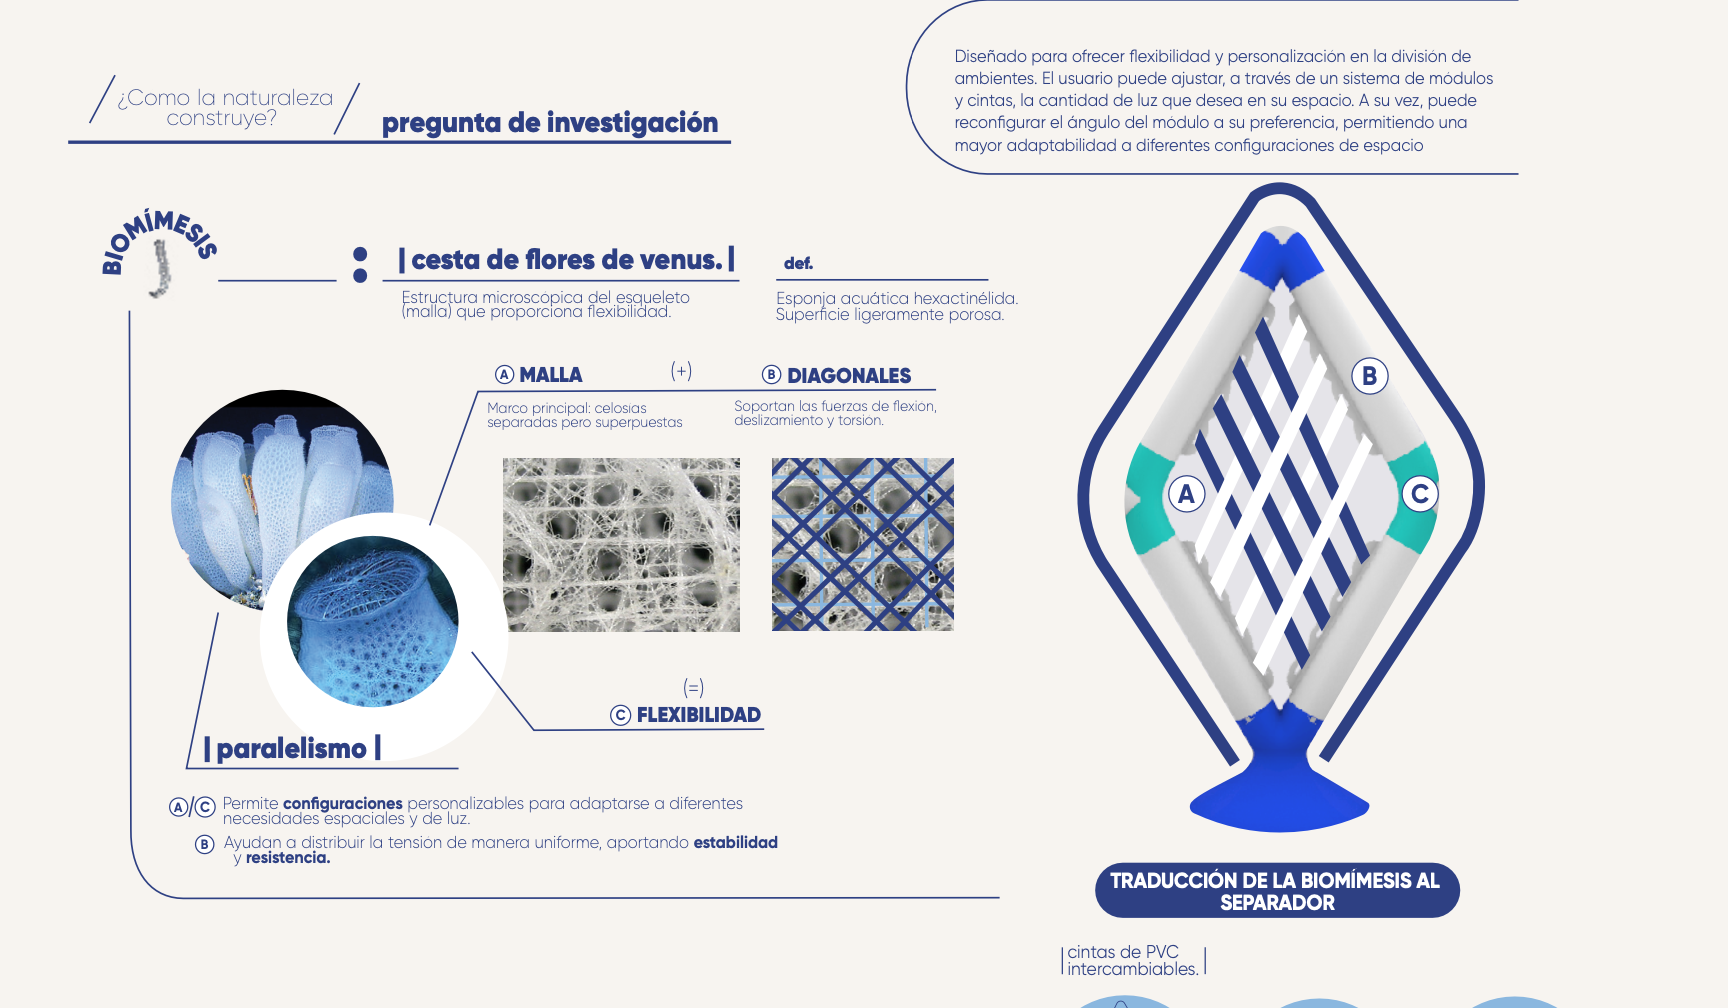 ¿Como la naturaleza
construye?
pregunta de investigación
Diseñado para ofrecer flexibilidad y personalización en la división de
ambientes. El usuario puede ajustar, a través de un sistema de módulos
y cintas, la cantidad de luz que desea en su espacio. A su vez, puede
reconfigurar el ángulo del módulo a su preferencia, permitiendo una
mayor adaptabilidad a diferentes configuraciones de espacio
BIOMÍMESIS
| cesta de flores de venus. |
Estructura microscópica del esqueleto
(malla) que proporciona flexibilidad.
def.
Esponja acuática hexactinélida.
Superficie ligeramente porosa.
A MALLA
(+)
B DIAGONALES
Marco principal: celosías
separadas pero superpuestas
Soportan las fuerzas de flexión,
deslizamiento y torsión.
(=)
C FLEXIBILIDAD
| paralelismo |
A/C Permite configuraciones personalizables para adaptarse a diferentes
necesidades espaciales y de luz.
B Ayudan a distribuir la tensión de manera uniforme, aportando estabilidad
y resistencia.
B
A
C
TRADUCCIÓN DE LA BIOMÍMESIS AL
SEPARADOR
cintas de PVC
intercambiables.